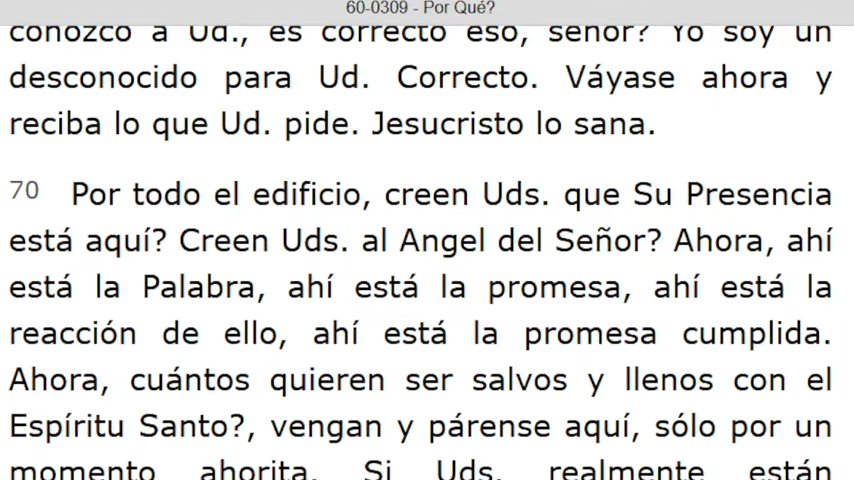 60-0309 - Por Qué?
conozco a Ud., es correcto eso, señor? Yo soy un
desconocido para Ud. Correcto. Váyase ahora y
reciba lo que Ud. pide. Jesucristo lo sana.
70 Por todo el edificio, creen Uds. que Su Presencia
está aquí? Creen Uds. al Angel del Señor? Ahora, ahí
está la Palabra, ahí está la promesa, ahí está la
reacción de ello, ahí está la promesa cumplida.
Ahora, cuántos quieren ser salvos y llenos con el
Espíritu Santo?, vengan y párense aquí, sólo por un
momento ahorita. Si Uds. realmente están